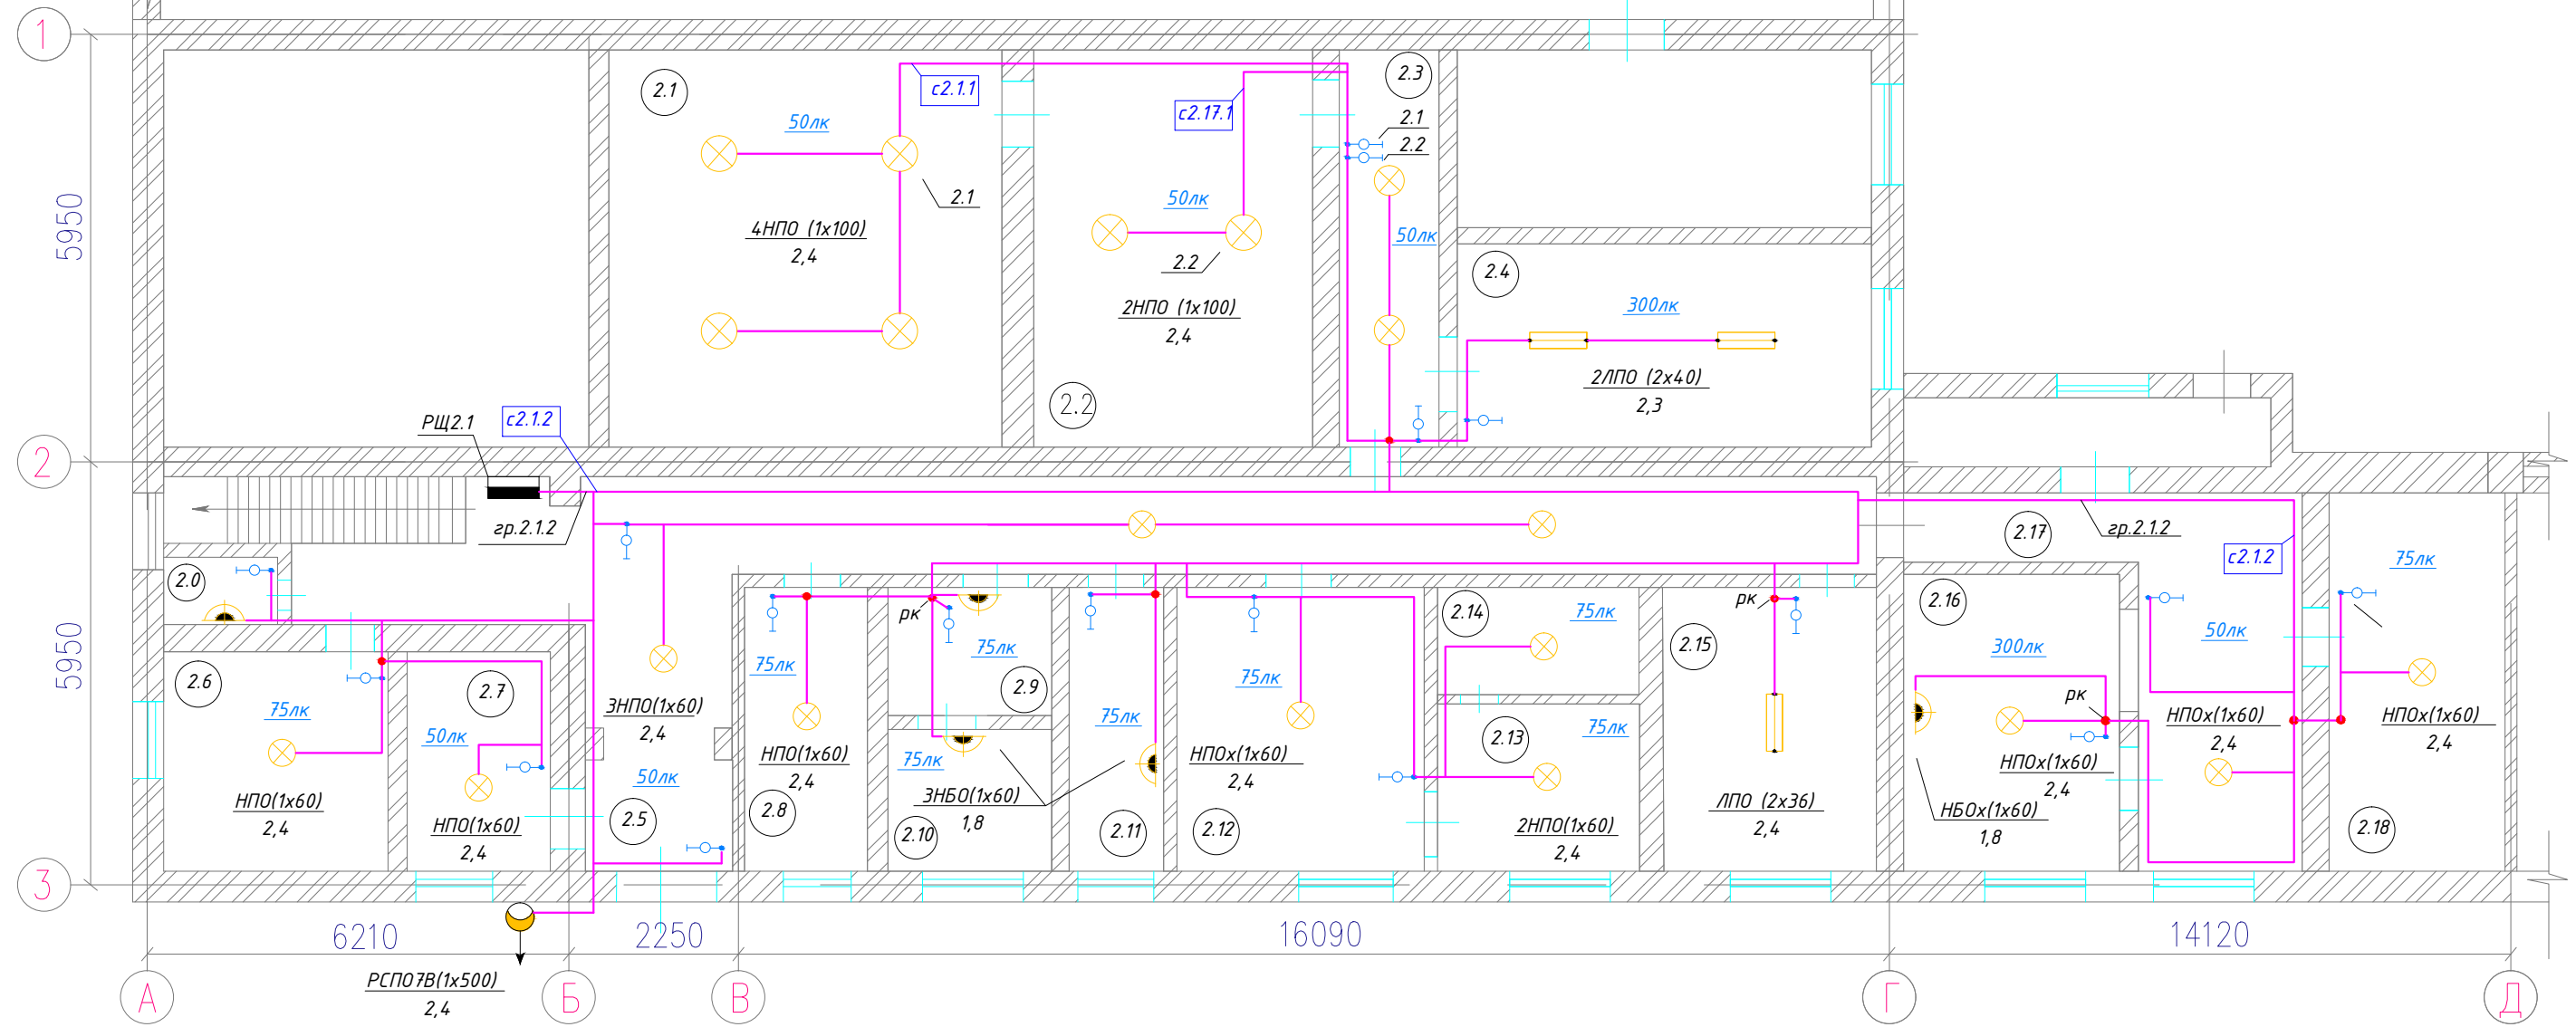 1
2.1
50лк
с2.1.1
2.1
4НПО (1х100)
2,4
с2.17.1
50лк
2.2
2НПО (1х100)
2,4
2.2
2.3
2.1
2.2
50лк
2.4
300лк
2ЛПО (2х40)
2,3
5950
2
РЩ2.1
с2.1.2
гр.2.1.2
2.0
2.6
75лк
НПО(1х60)
2,4
2.7
50лк
НПО(1х60)
2,4
3НПО(1х60)
2,4
50лк
2.5
75лк
НПО(1х60)
2,4
2.8
рк
75лк
2.9
75лк
3НБО(1х60)
1,8
2.10
75лк
2.11
75лк
НПОх(1х60)
2,4
2.12
2.14
75лк
2.13
75лк
2НПО(1х60)
2,4
рк
2.15
ЛПО (2х36)
2,4
2.17
гр.2.1.2
с2.1.2
2.16
300лк
рк
НПОх(1х60)
2,4
НБОх(1х60)
1,8
50лк
НПОх(1х60)
2,4
75лк
НПОх(1х60)
2,4
2.18
5950
3
6210
2250
16090
14120
РСПО7В(1х500)
2,4
А
Б
В
Г
Д